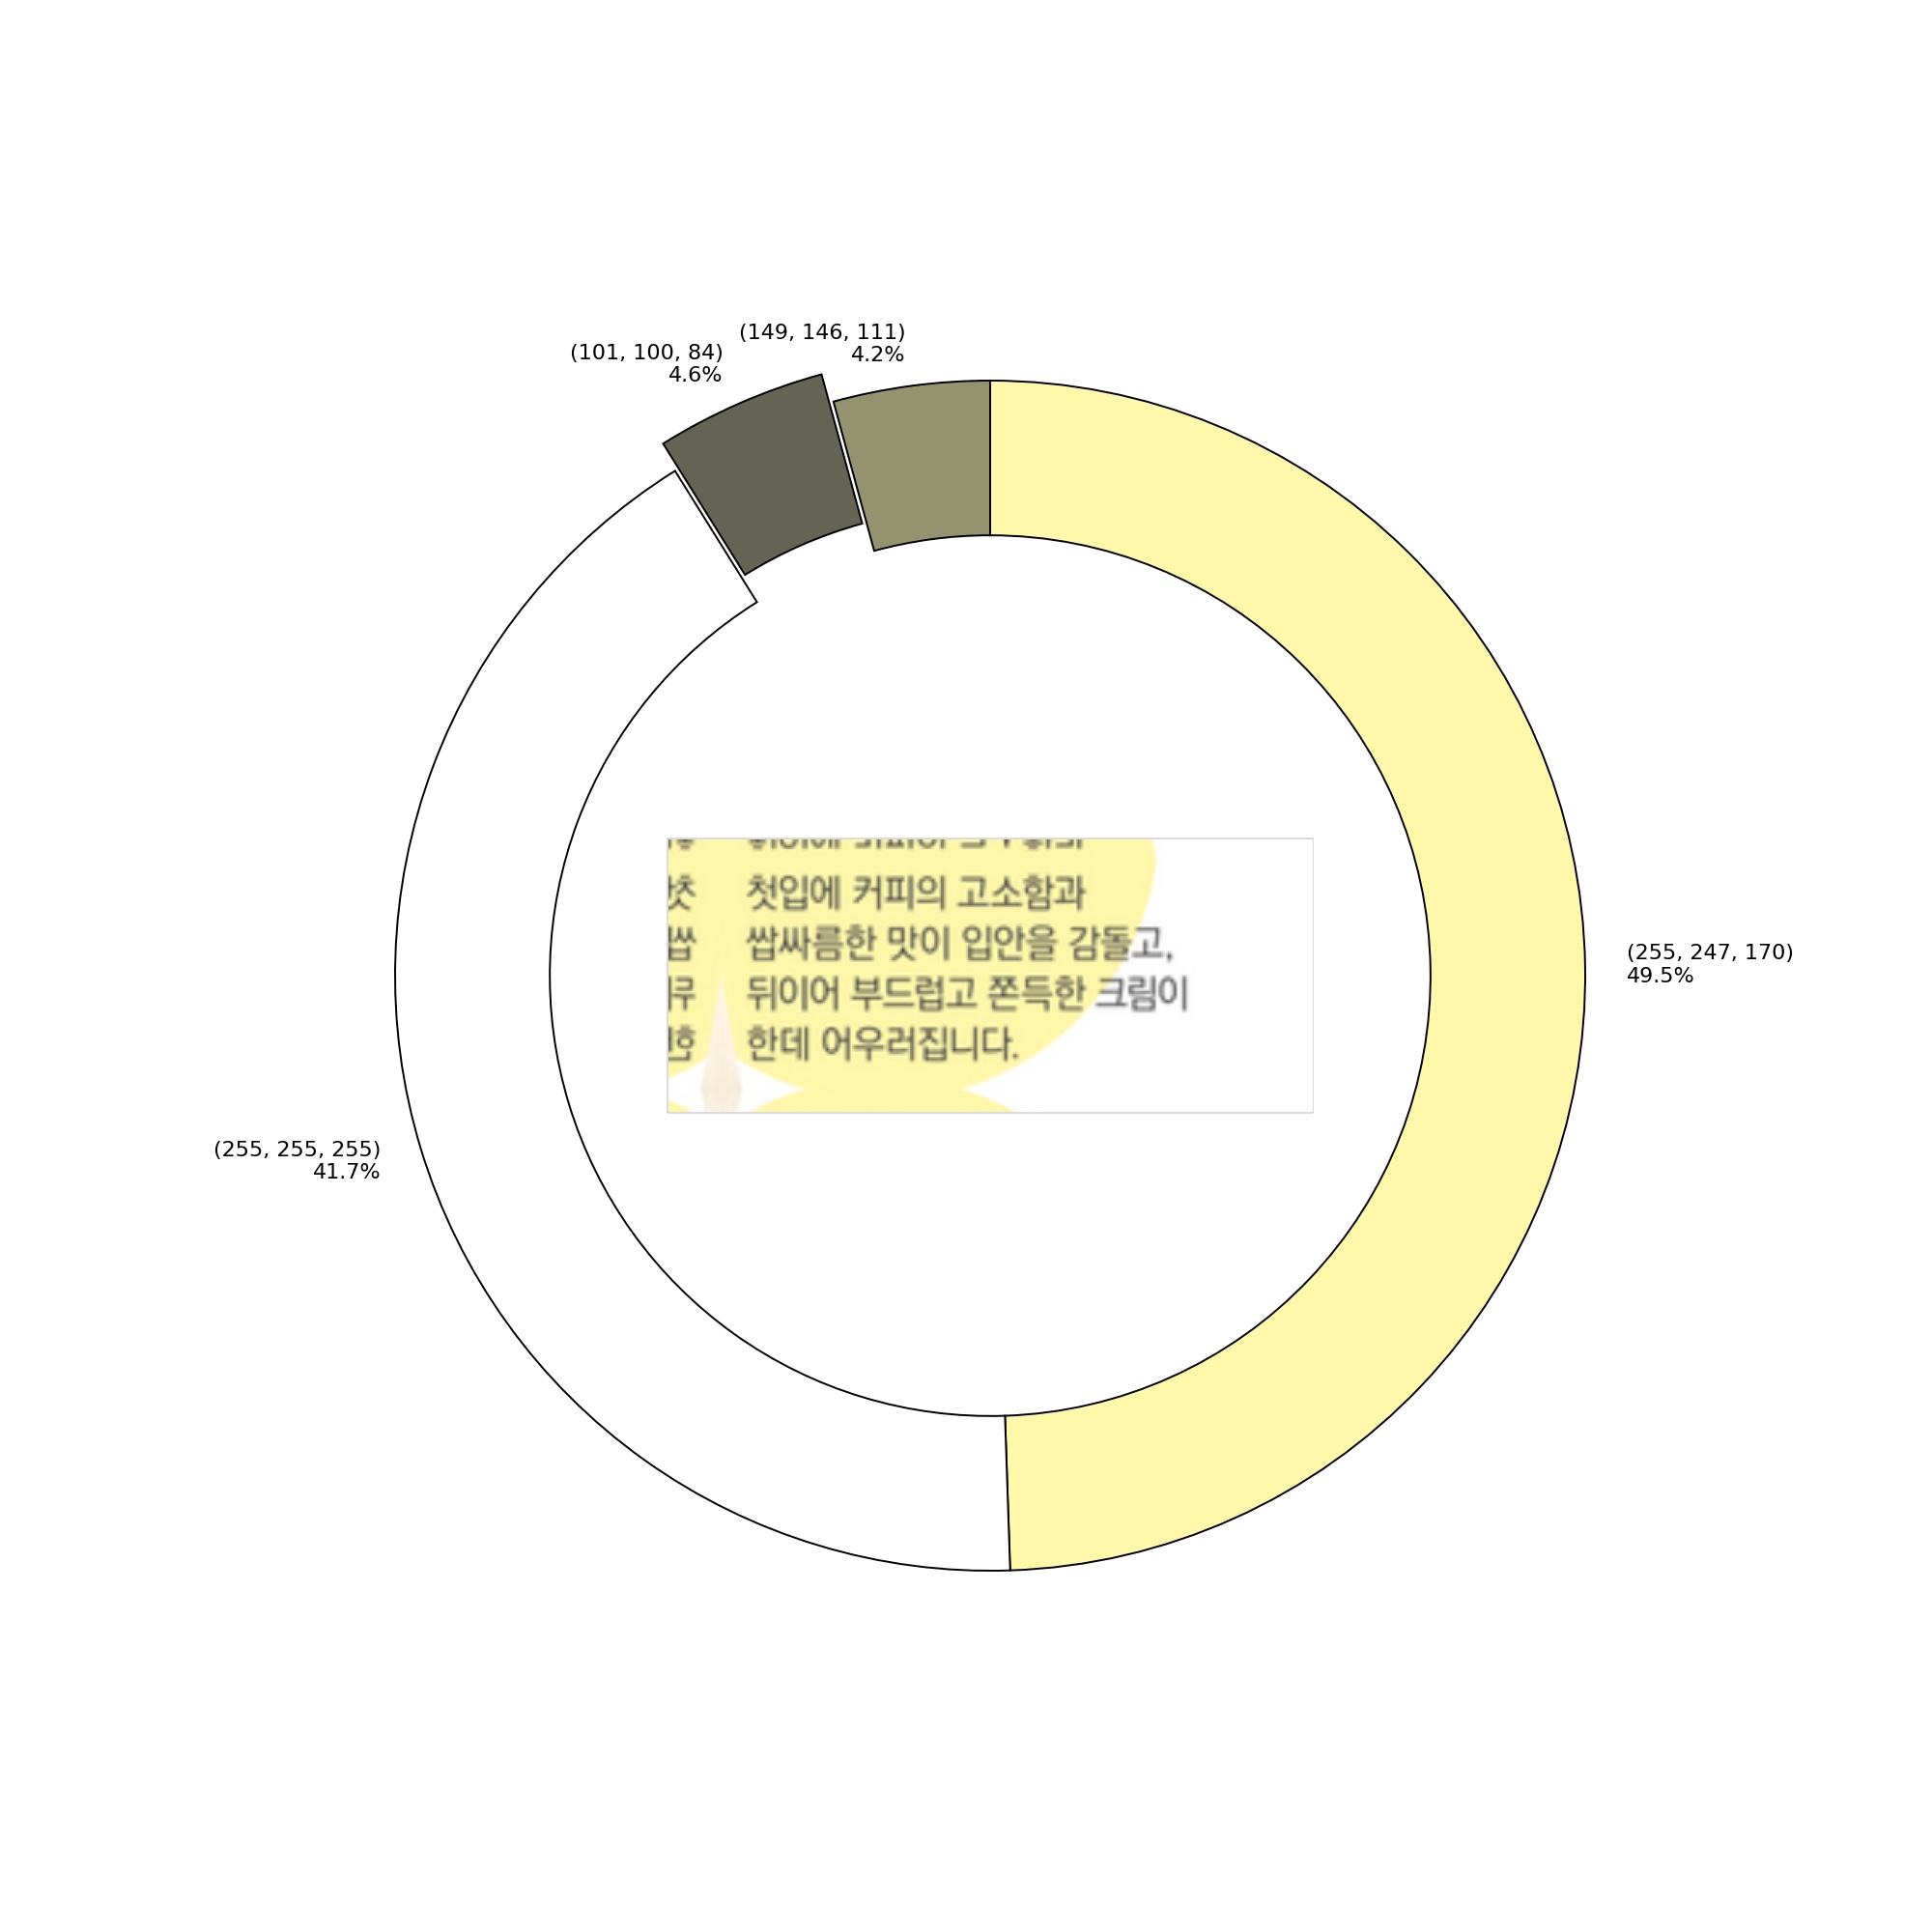 (149, 146, 111)
4.2%
(101, 100, 84)
4.6%
첫입에 커피의 고소함과
쌉싸름한 맛이 입안을 감돌고,
뒤이어 부드럽고 쫀득한 크림이
한데 어우러집니다.
(255, 247, 170)
49.5%
(255, 255, 255)
41.7%